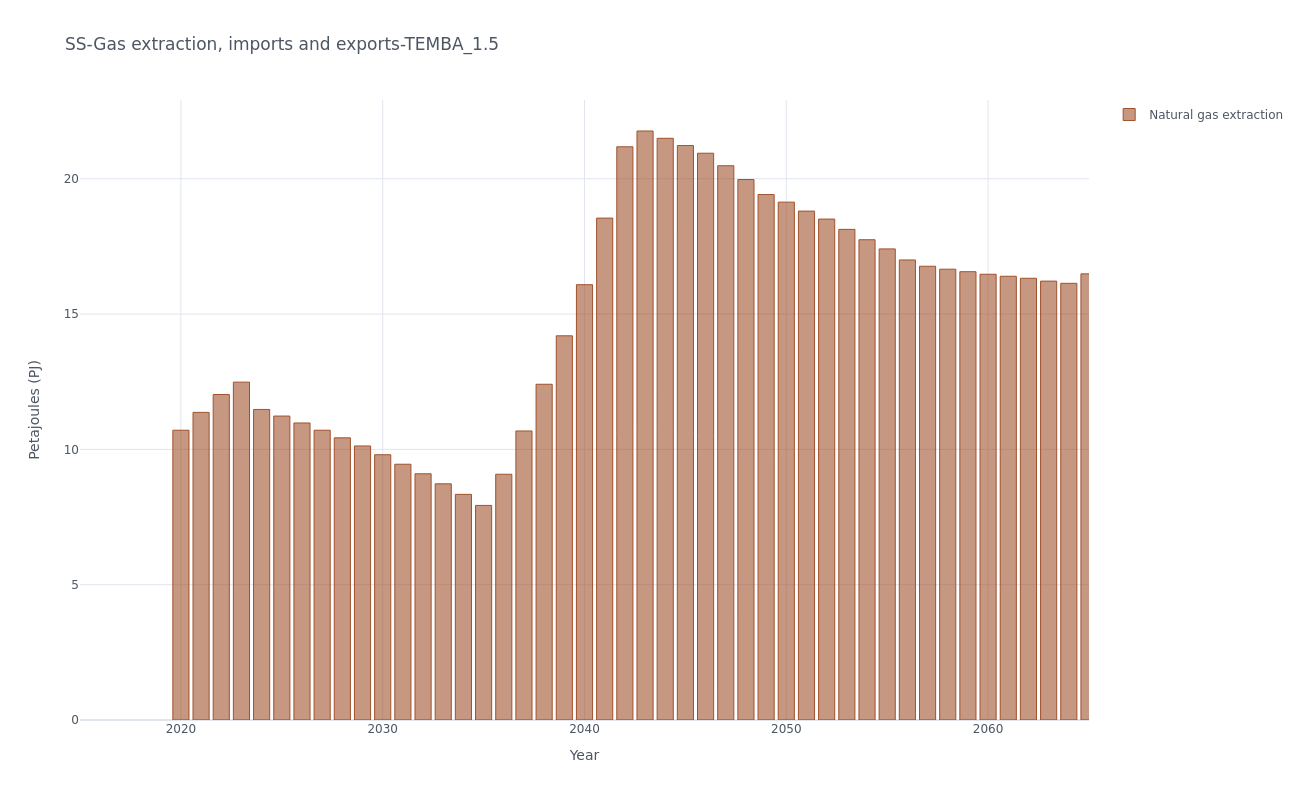 SS-Gas extraction, imports and exports-TEMBA_1.5
Natural gas extraction
20
15
10
5
0
Petajoules (PJ)
2020
2030
2040
2050
2060
Year